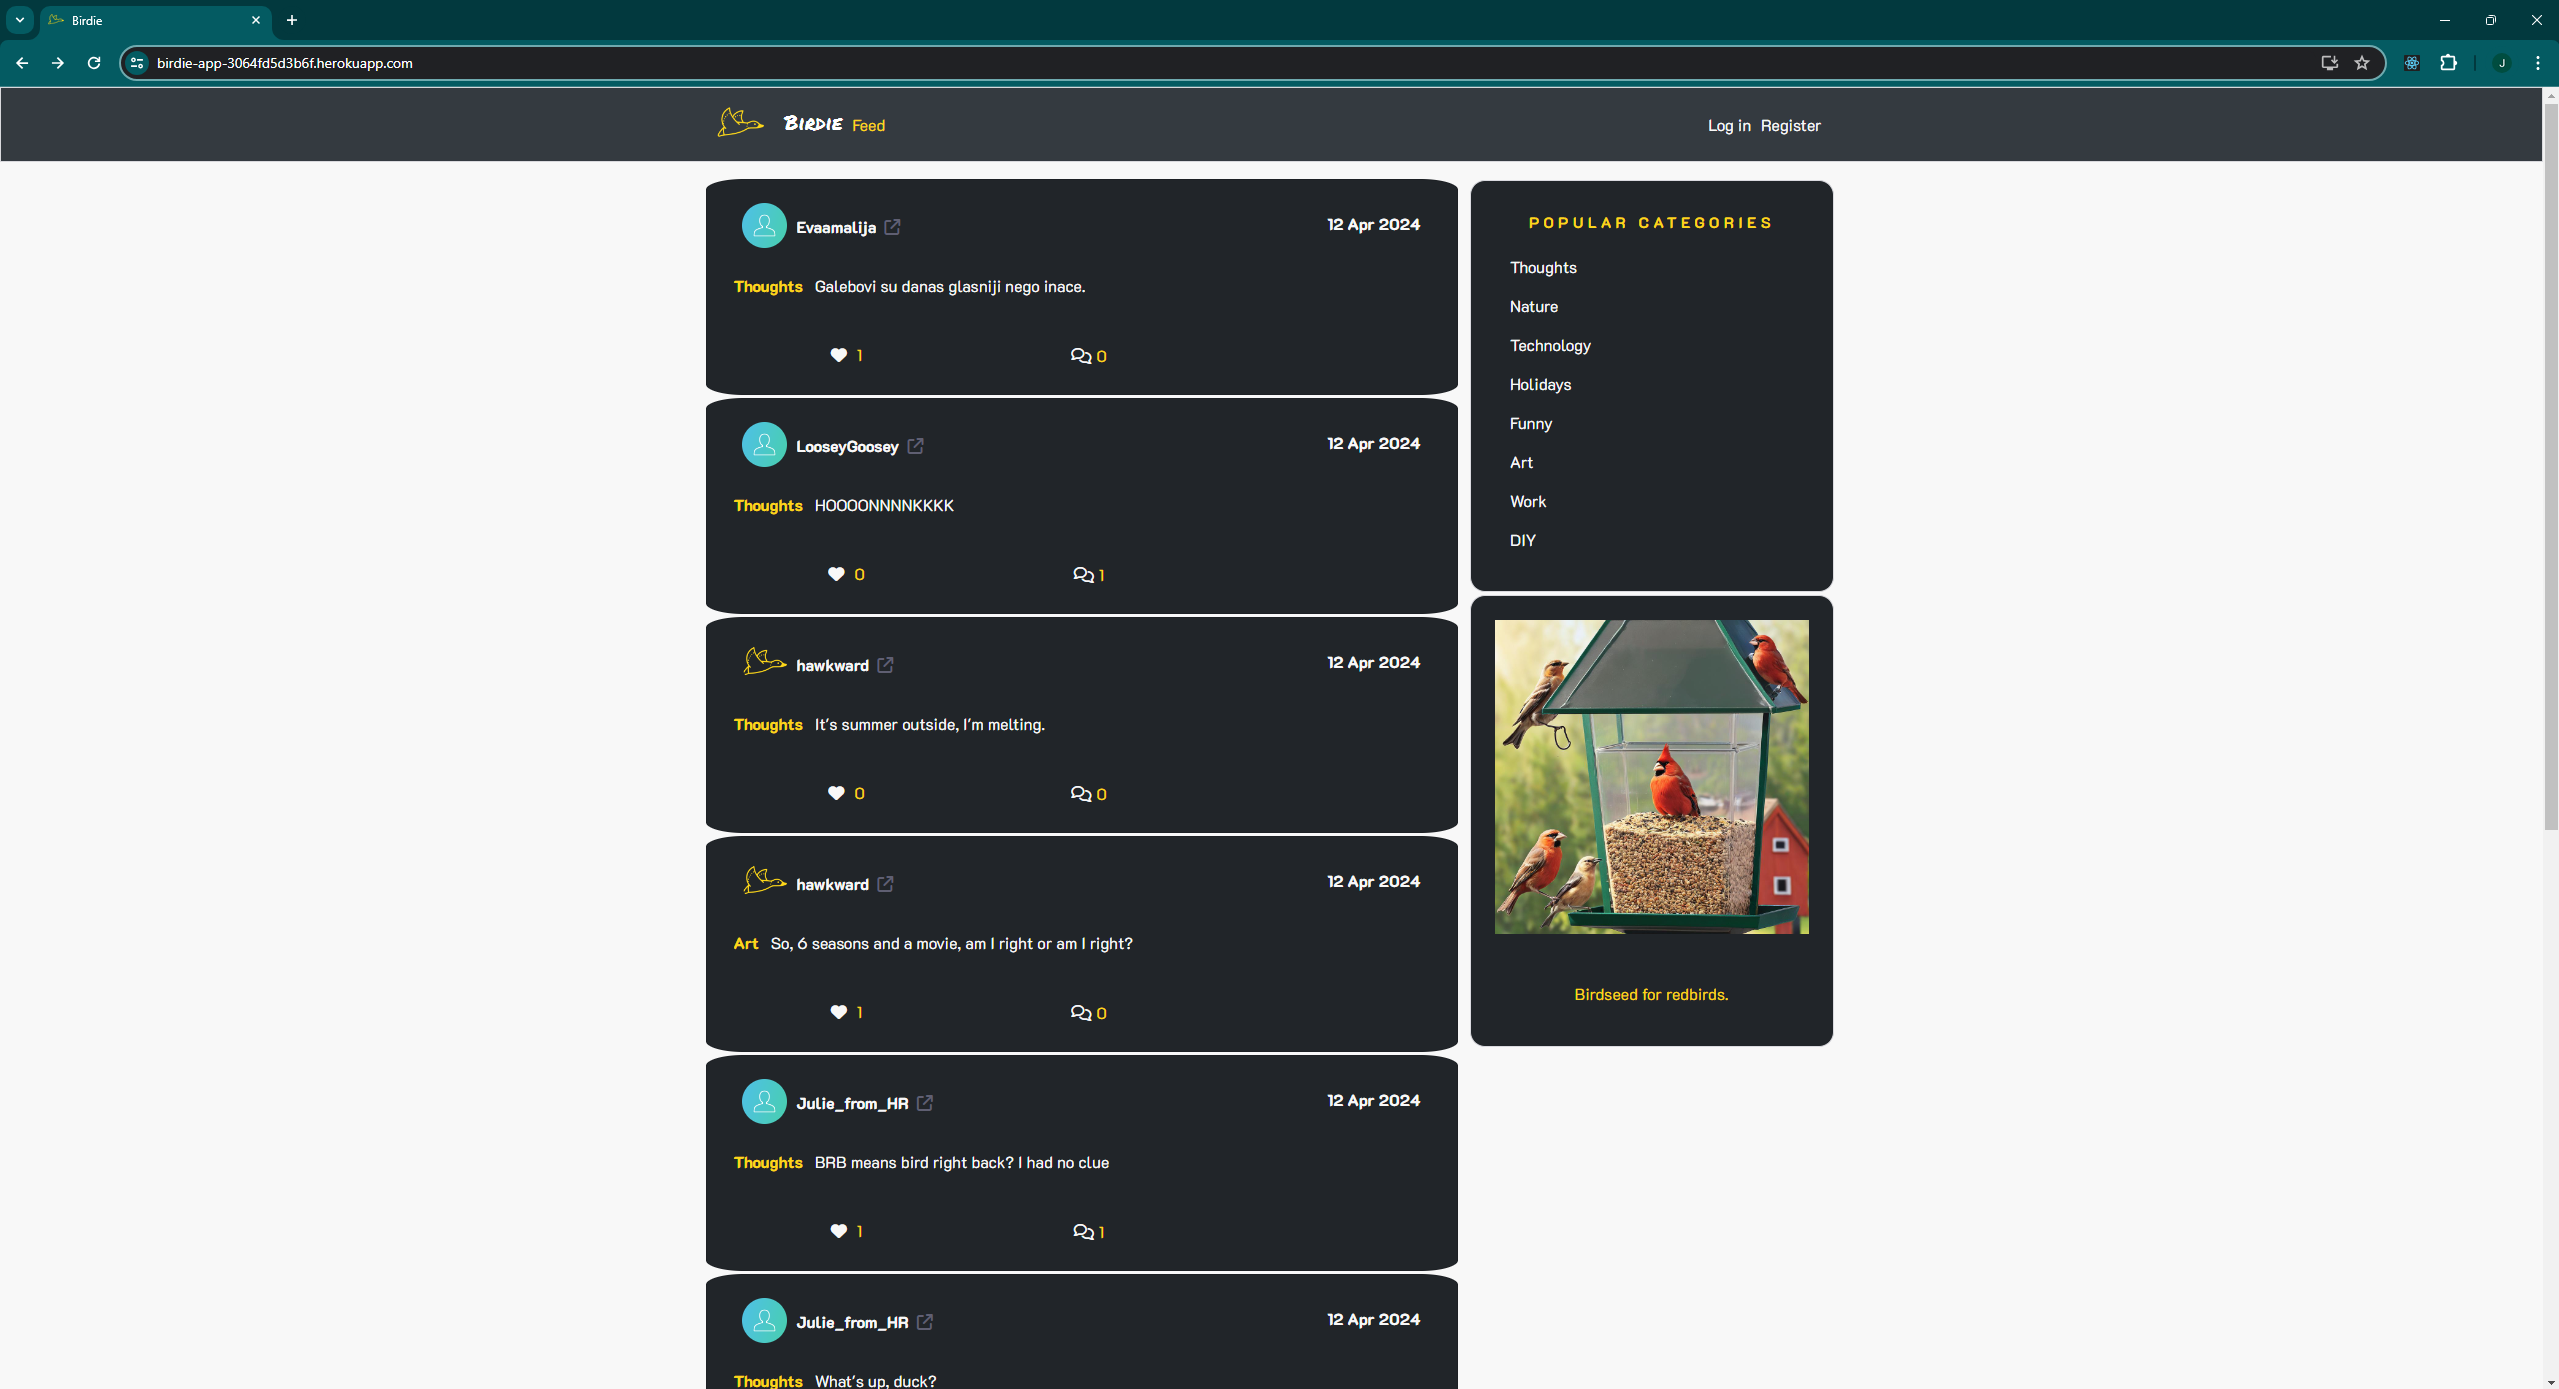 Birdie
birdie-app-3064fd5d3b6f.herokuapp.com
J
Birdie Feed
Log in Register
Evaamalija
12 Apr 2024
Thoughts Galebovi su danas glasniji nego inace.
1 0
LooseyGoosey
12 Apr 2024
Thoughts HOOOONNNNKKKK
0 1
hawkward
12 Apr 2024
Thoughts It's summer outside, I'm melting.
0 0
hawkward
12 Apr 2024
Art So, 6 seasons and a movie, am I right or am I right?
1 0
Julie_from_HR
12 Apr 2024
Thoughts BRB means bird right back? I had no clue
1 1
Julie_from_HR
12 Apr 2024
Thoughts What's up, duck?
POPULAR CATEGORIES
Thoughts
Nature
Technology
Holidays
Funny
Art
Work
DIY
Birdseed for redbirds.